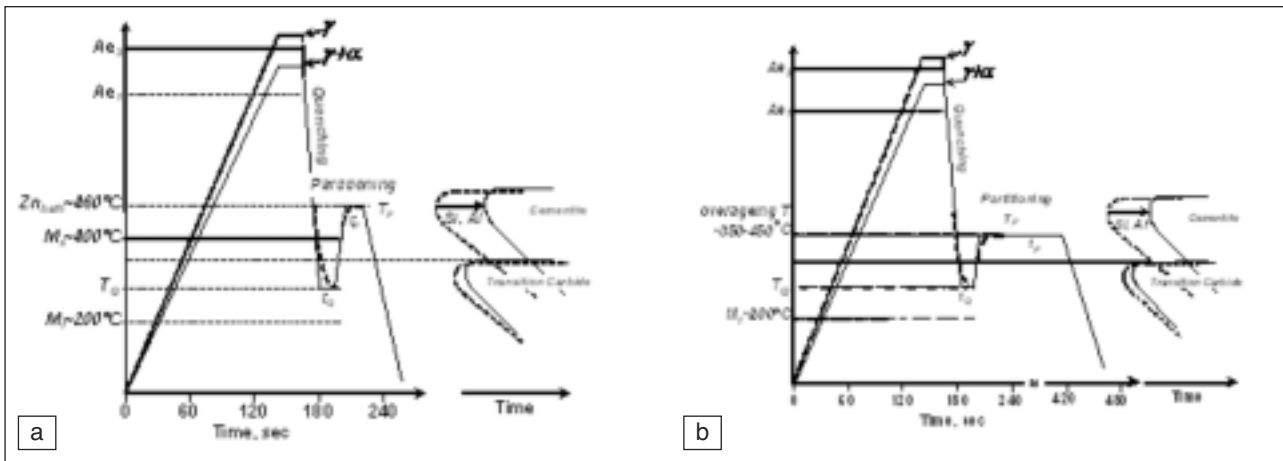 γ
Ae3
γ+α
Ae1
Quenching
Partitioning
Znbath~460°C
TP
tP
Si, Al
Cementite
Ms~400°C
TQ
tQ
Transition Carbide
Mf~200°C
0 60 120 180 240
Time, sec
Time
a
γ
Ae3
γ+α
Ae1
Quenching
Partitioning
overageing T
~350-450°C
TP
tP
Si, Al
Cementite
TQ
tQ
Transition Carbide
Mf~200°C
0 60 120 180 240 420 480
Time, sec
Time
b